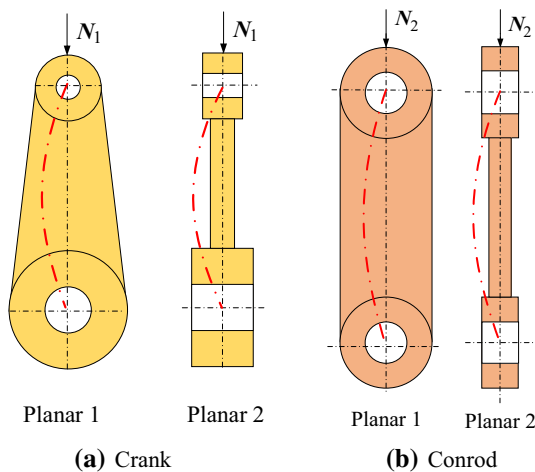 N₁ N₁ N₂ N₂
Planar 1 Planar 2 Planar 1 Planar 2
(a) Crank (b) Conrod